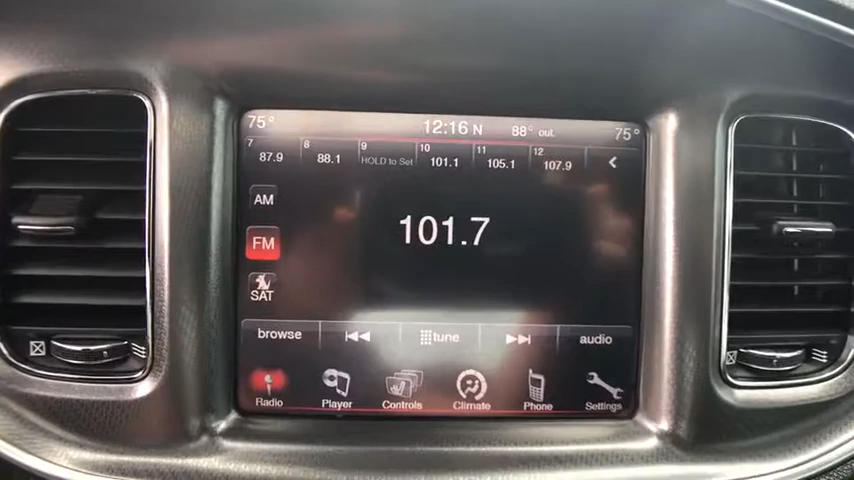 75° 12:16 N 88° out. 75°
7 8 9 10 11 12
87.9 88.1 HOLD to Set 101.1 105.1 107.9
AM
101.7
FM
SAT
browse tune audio
Radio Player Controls Climate Phone Settings